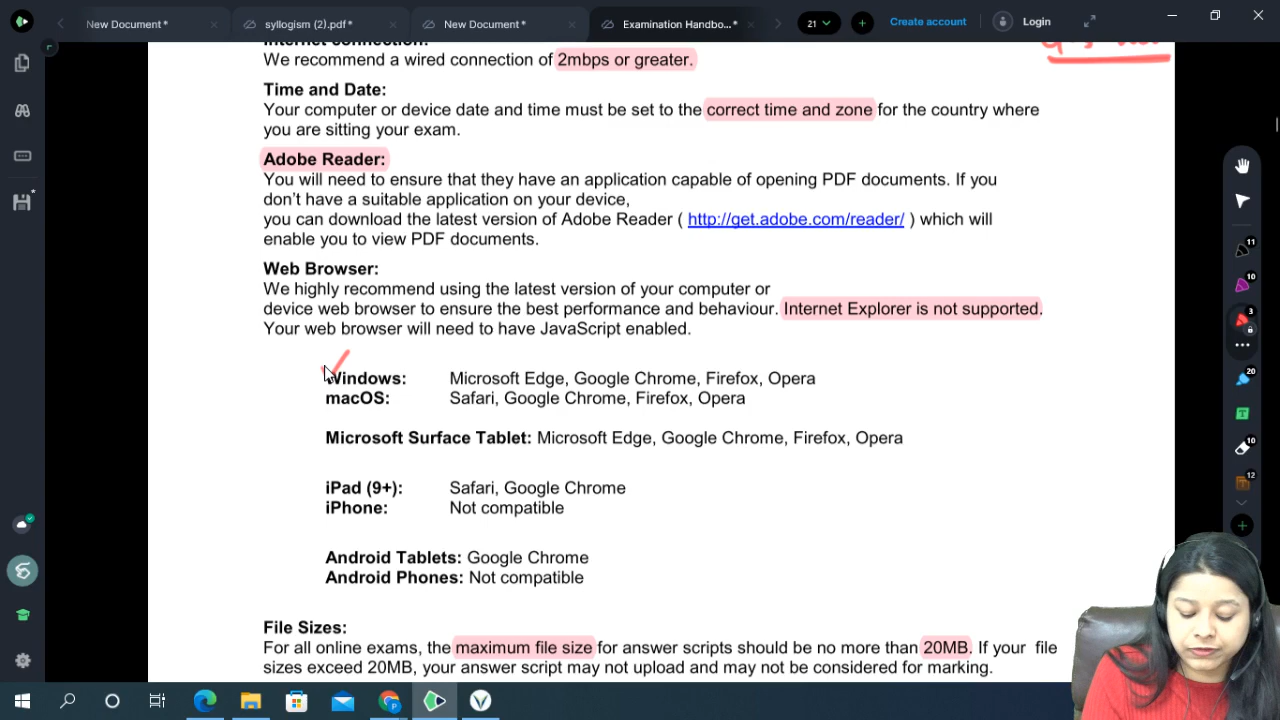 New Document*
syllogism (2).pdf*
New Document*
Examination Handbo...*
21
Create account
Login
Internet connection:
We recommend a wired connection of 2mbps or greater.
Time and Date:
Your computer or device date and time must be set to the correct time and zone for the country where
you are sitting your exam.
Adobe Reader:
You will need to ensure that they have an application capable of opening PDF documents. If you
don't have a suitable application on your device,
you can download the latest version of Adobe Reader ( http://get.adobe.com/reader/ ) which will
enable you to view PDF documents.
Web Browser:
We highly recommend using the latest version of your computer or
device web browser to ensure the best performance and behaviour. Internet Explorer is not supported.
Your web browser will need to have JavaScript enabled.
Windows: Microsoft Edge, Google Chrome, Firefox, Opera
macOS: Safari, Google Chrome, Firefox, Opera
Microsoft Surface Tablet: Microsoft Edge, Google Chrome, Firefox, Opera
iPad (9+): Safari, Google Chrome
iPhone: Not compatible
Android Tablets: Google Chrome
Android Phones: Not compatible
File Sizes:
For all online exams, the maximum file size for answer scripts should be no more than 20MB. If your file
sizes exceed 20MB, your answer script may not upload and may not be considered for marking.
11
10
3
20
10
12